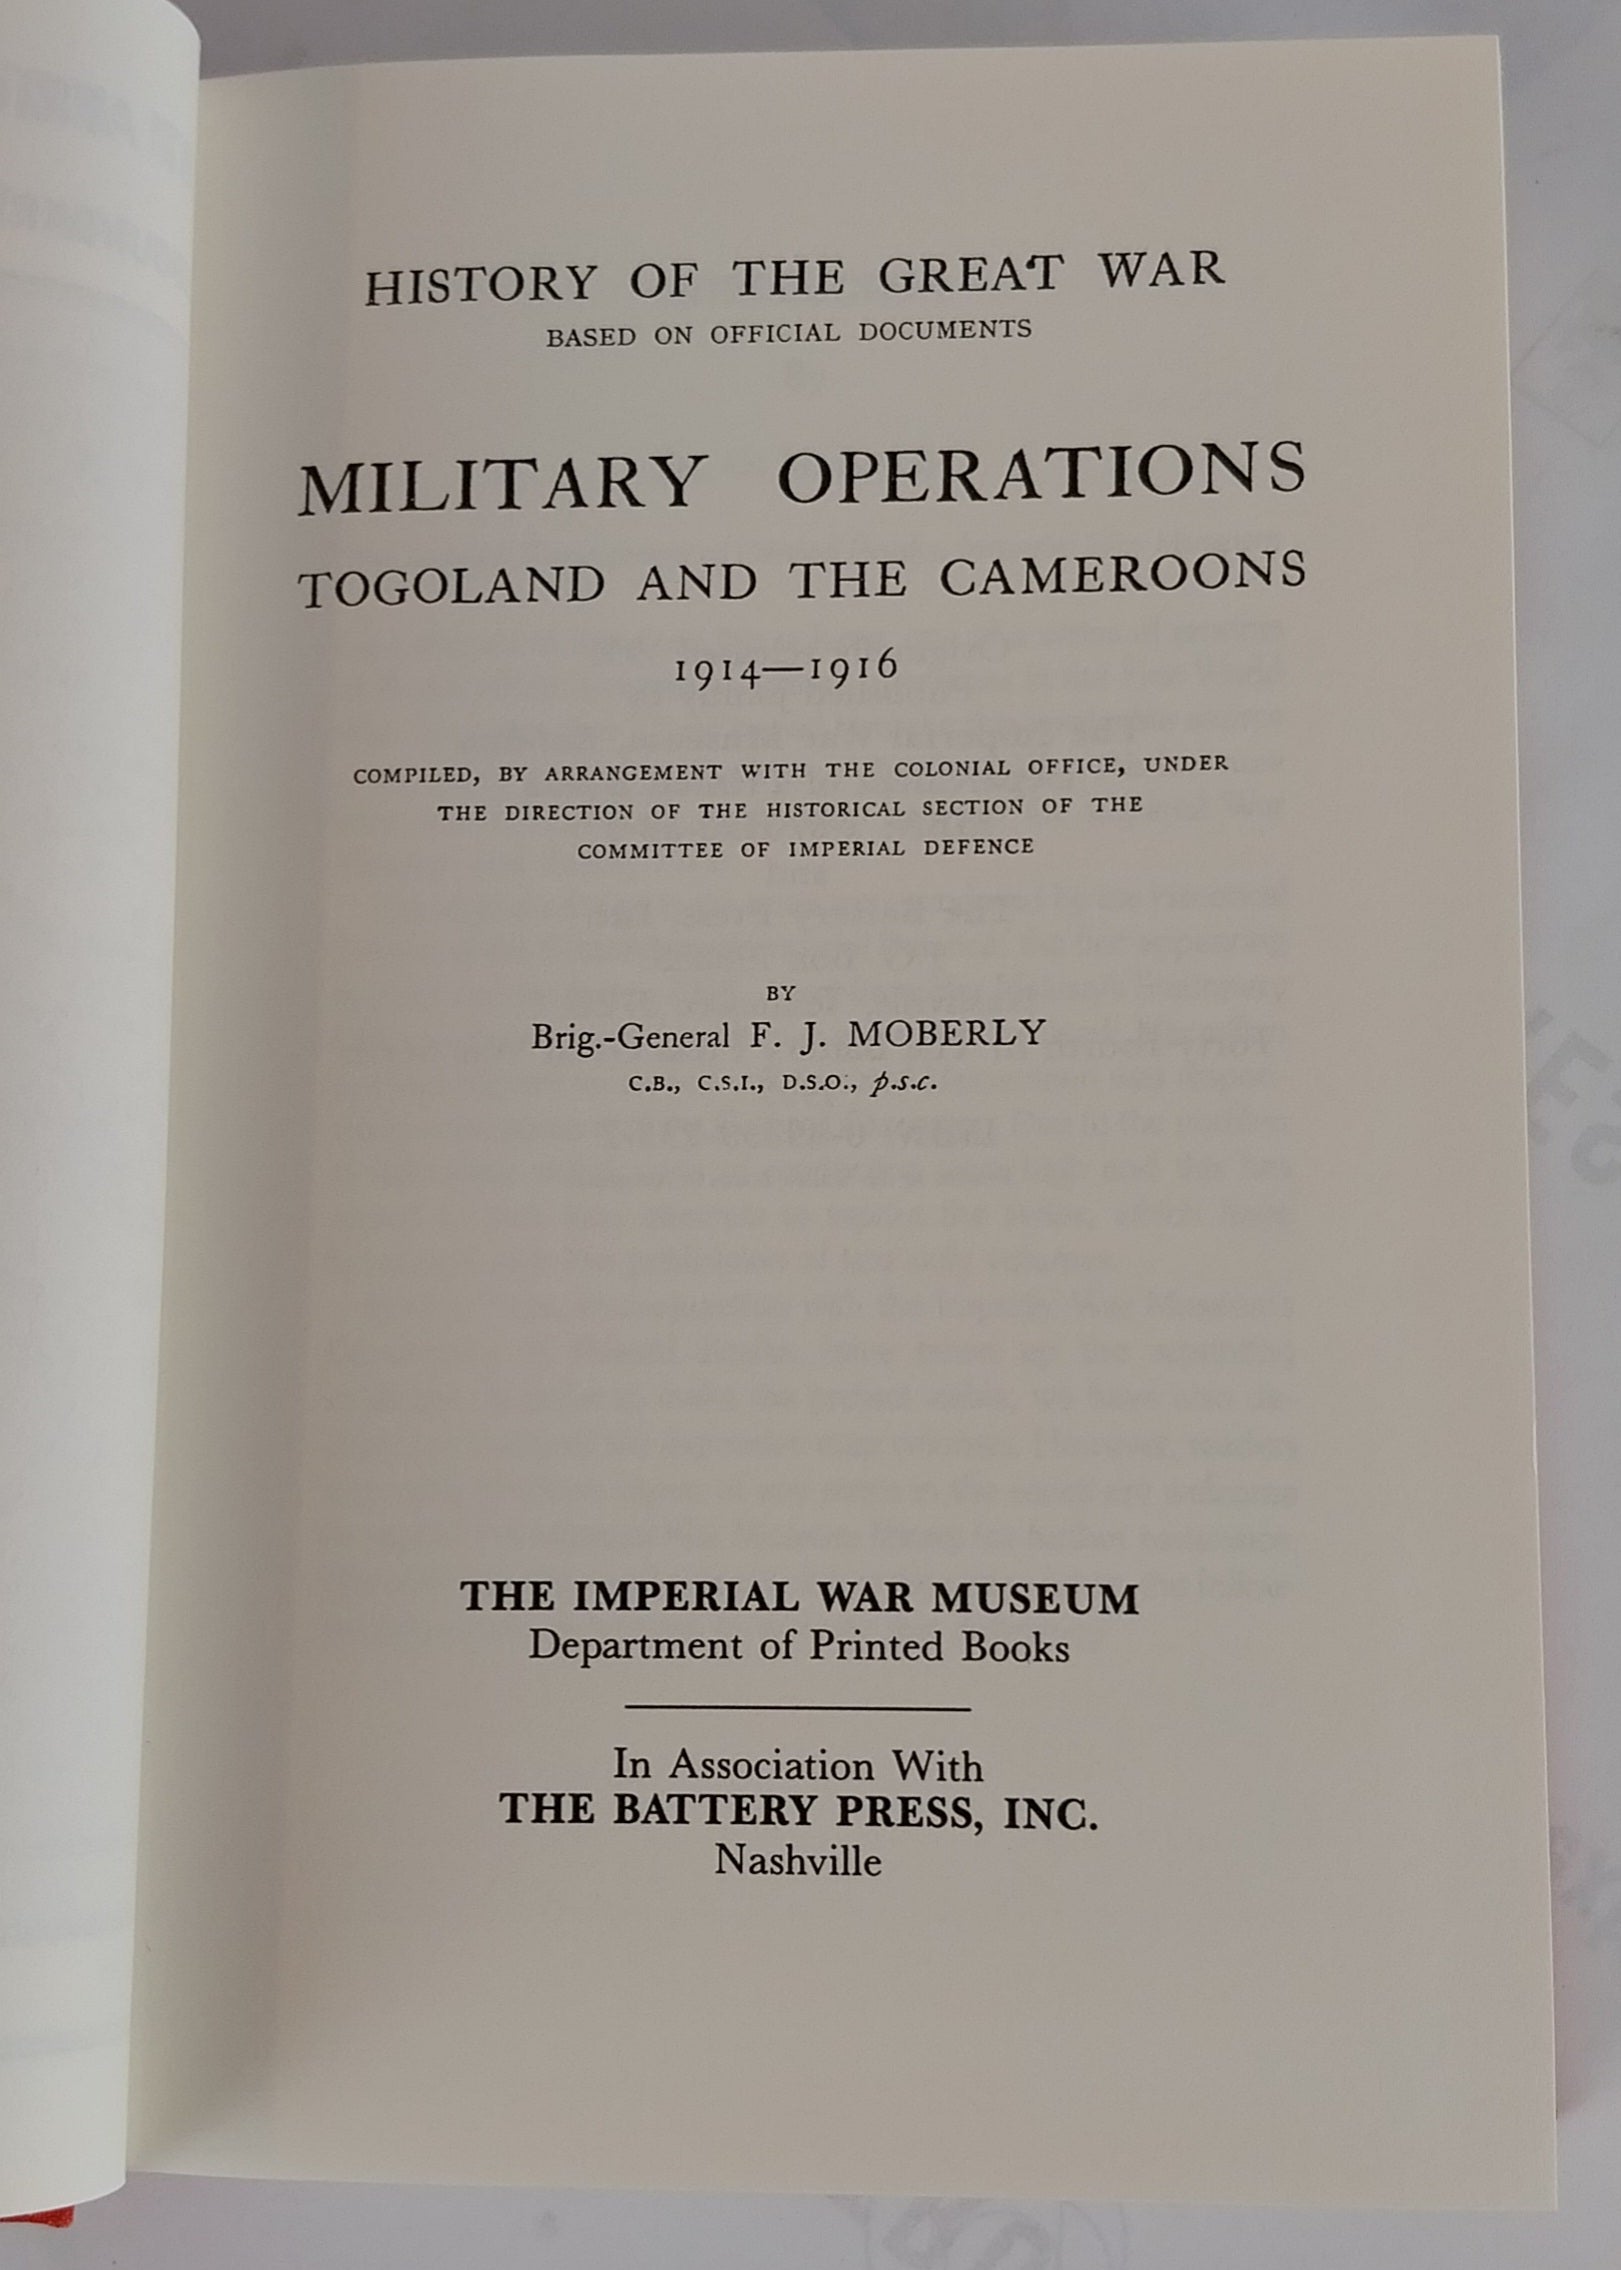 HISTORY OF THE GREAT WAR
BASED ON OFFICIAL DOCUMENTS
MILITARY OPERATIONS
TOGOLAND AND THE CAMEROONS
1914—1916
COMPILED, BY ARRANGEMENT WITH THE COLONIAL OFFICE, UNDER
THE DIRECTION OF THE HISTORICAL SECTION OF THE
COMMITTEE OF IMPERIAL DEFENCE
BY
Brig.-General F. J. MOBERLY
C.B., C.S.I., D.S.O., p.s.c.
THE IMPERIAL WAR MUSEUM
Department of Printed Books
In Association With
THE BATTERY PRESS, INC.
Nashville